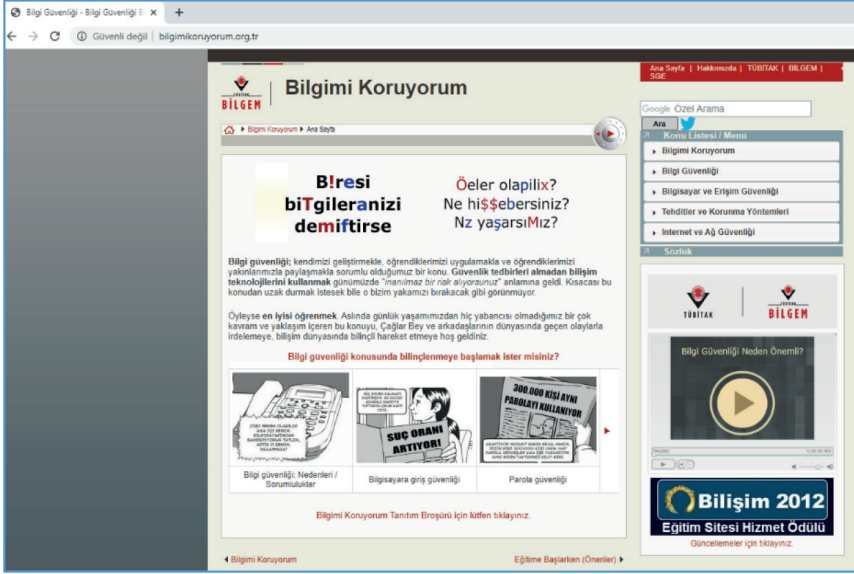 Bilgi Güvenliği - Bilgi Güvenliği B
Güvenli değil | bilgimikoruyorum.org.tr
BİLGEM
Bilgimi Koruyorum
Bilgimi Koruyorum Ana Sayfa
Ana Sayfa | Hakkımızda | TÜBİTAK | BİLGEM |
SGE
Google Özel Arama
Ara
Konu Listesi / Menü
Bilgimi Koruyorum
Bilgi Güvenliği
Bilgisayar ve Erişim Güvenliği
Tehditler ve Korunma Yöntemleri
Internet ve Ağ Güvenliği
Sözlük
B!resi
biTgileranizi
demiftirse
Öeler olapilix?
Ne hi$$ebersiniz?
Nz yaşarsıMız?
Bilgi güvenliği; kendimizi geliştirmekle, öğrendiklerimizi uygulamakla ve öğrendiklerimizi
yakınlarımızla paylaşmakla sorumlu olduğumuz bir konu. Güvenlik tedbirleri almadan bilişim
teknolojilerini kullanmak günümüzde "inanılmaz bir risk alıyorsunuz" anlamına geldi. Kısacası bu
konudan uzak durmak istesek bile o bizim yakamızı bırakacak gibi görünmüyor.
Öyleyse en iyisi öğrenmek. Aslında günlük yaşamımızdan hiç yabancısı olmadığımız bir çok
kavram ve yaklaşım içeren bu konuyu, Çağlar Bey ve arkadaşlarının dünyasında geçen olaylarla
irdelemeye, bilişim dünyasında bilinçli hareket etmeye hoş geldiniz.
Bilgi güvenliği konusunda bilinçlenmeye başlamak ister misiniz?
SUÇ ORANI
ARTIYOR!
300.000 KİŞİ AYNI
PAROLAYI KULLANIYOR
Bilgi güvenliği: Nedenleri /
Sorumluluklar
Bilgisayara giriş güvenliği
Parola güvenliği
Bilgimi Koruyorum Tanıtım Broşürü için lütfen tıklayınız.
Bilgimi Koruyorum
Eğitime Başlarken (Öneriler)
TÜBİTAK
BİLGEM
Bilgi Güvenliği Neden Önemli?
Bilişim 2012
Eğitim Sitesi Hizmet Ödülü
Güncellemeler için tıklayınız.